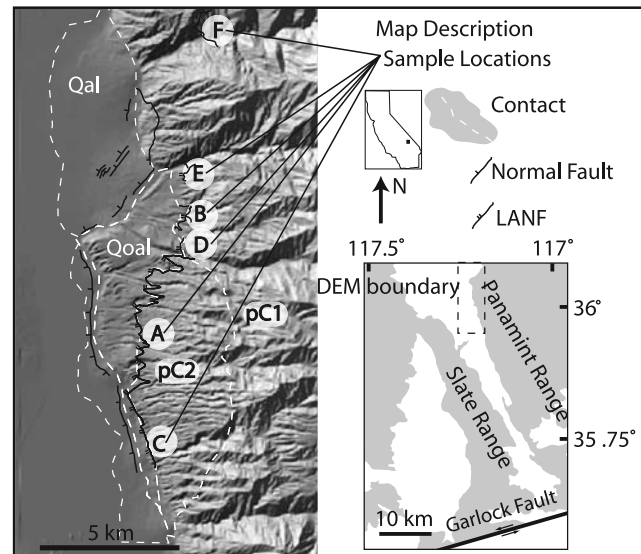 F
Qal
E
B
Qoal
D
pC1
A
pC2
C
5 km
Map Description
Sample Locations
Contact
N
Normal Fault
LANF
117.5˚
117˚
DEM boundary
36˚
Panamint Range
Slate Range
35.75˚
Garlock Fault
10 km